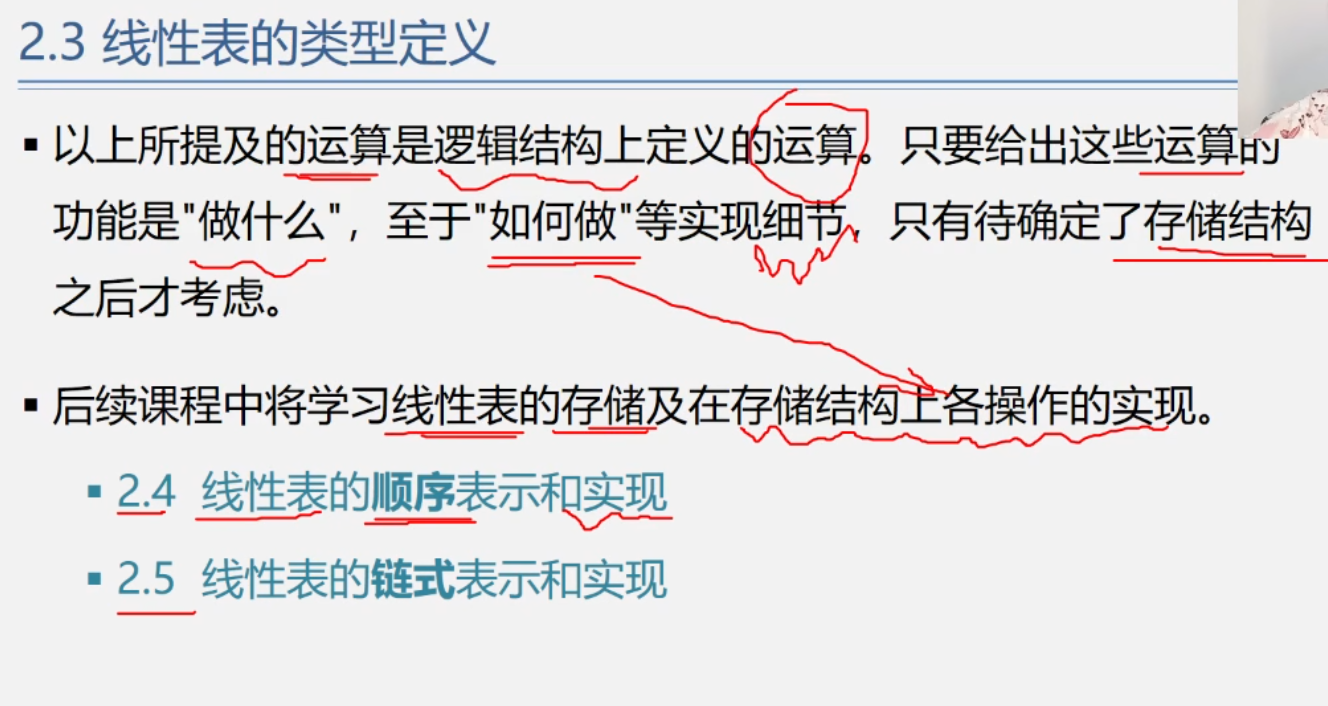 2.3 线性表的类型定义
▪ 以上所提及的运算是逻辑结构上定义的运算。只要给出这些运算的
功能是"做什么"，至于"如何做"等实现细节，只有待确定了存储结构
之后才考虑。
▪ 后续课程中将学习线性表的存储及在存储结构上各操作的实现。
▪ 2.4 线性表的顺序表示和实现
▪ 2.5 线性表的链式表示和实现